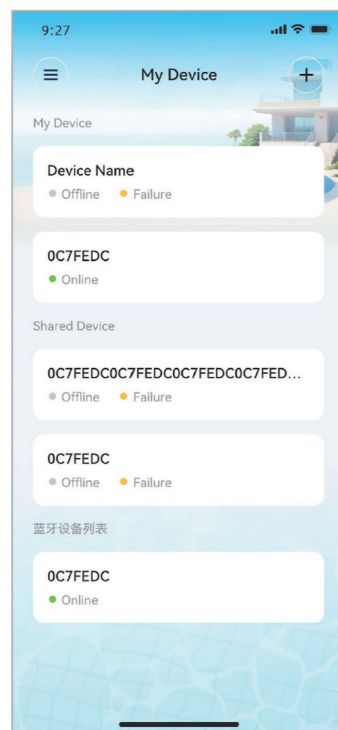 9:27
My Device
My Device
Device Name
Offline Failure
0C7FEDC
Online
Shared Device
0C7FEDC0C7FEDC0C7FEDC0C7FED...
Offline Failure
0C7FEDC
Offline Failure
蓝牙设备列表
0C7FEDC
Online